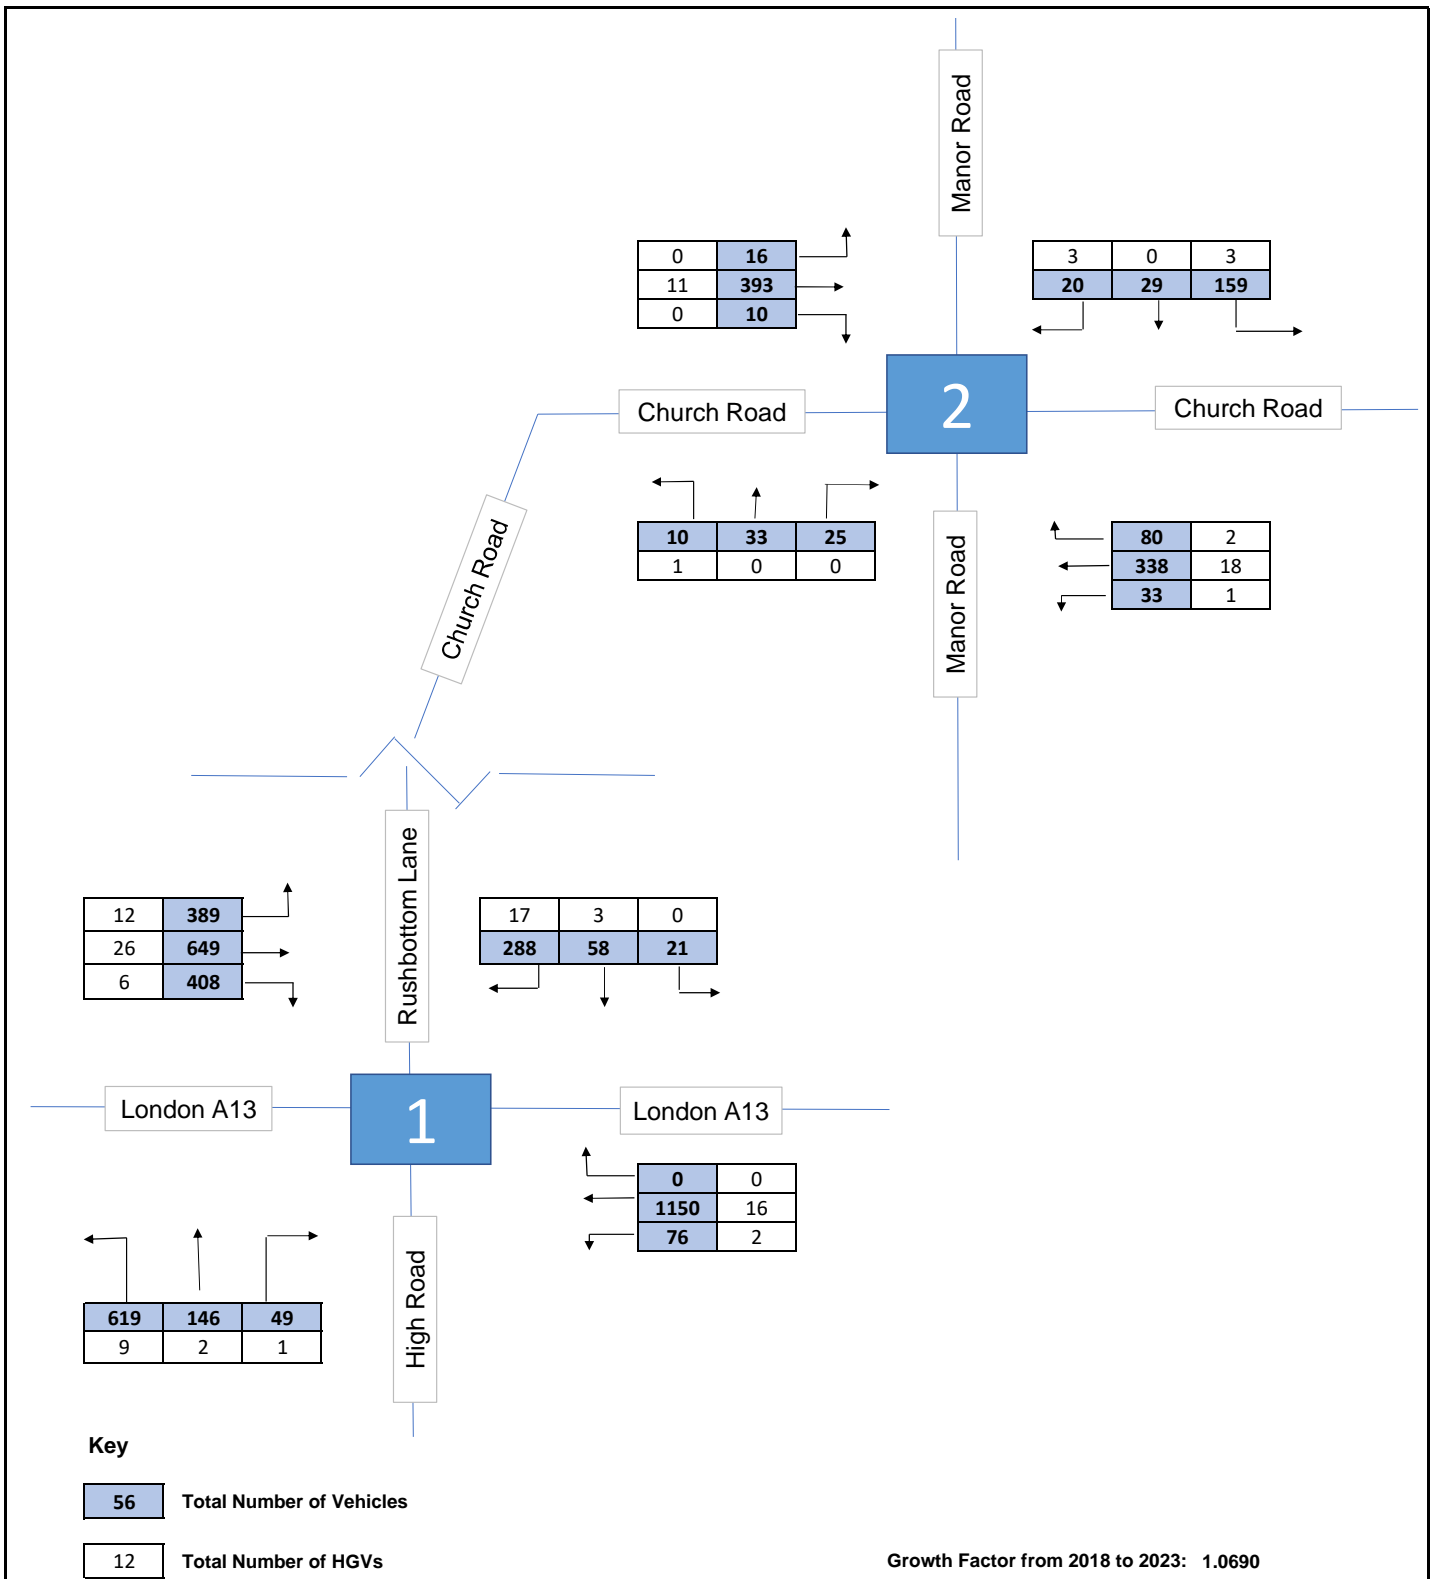 Manor Road
0 16
11 393
0 10
3 0 3
20 29 159
2
Church Road
Church Road
10 33 25
1 0 0
80 2
338 18
33 1
Church Road
Manor Road
Rushbottom Lane
12 389
26 649
6 408
17 3 0
288 58 21
London A13
1
London A13
0 0
1150 16
76 2
619 146 49
9 2 1
High Road
Key
56 Total Number of Vehicles
12 Total Number of HGVs
Growth Factor from 2018 to 2023: 1.0690